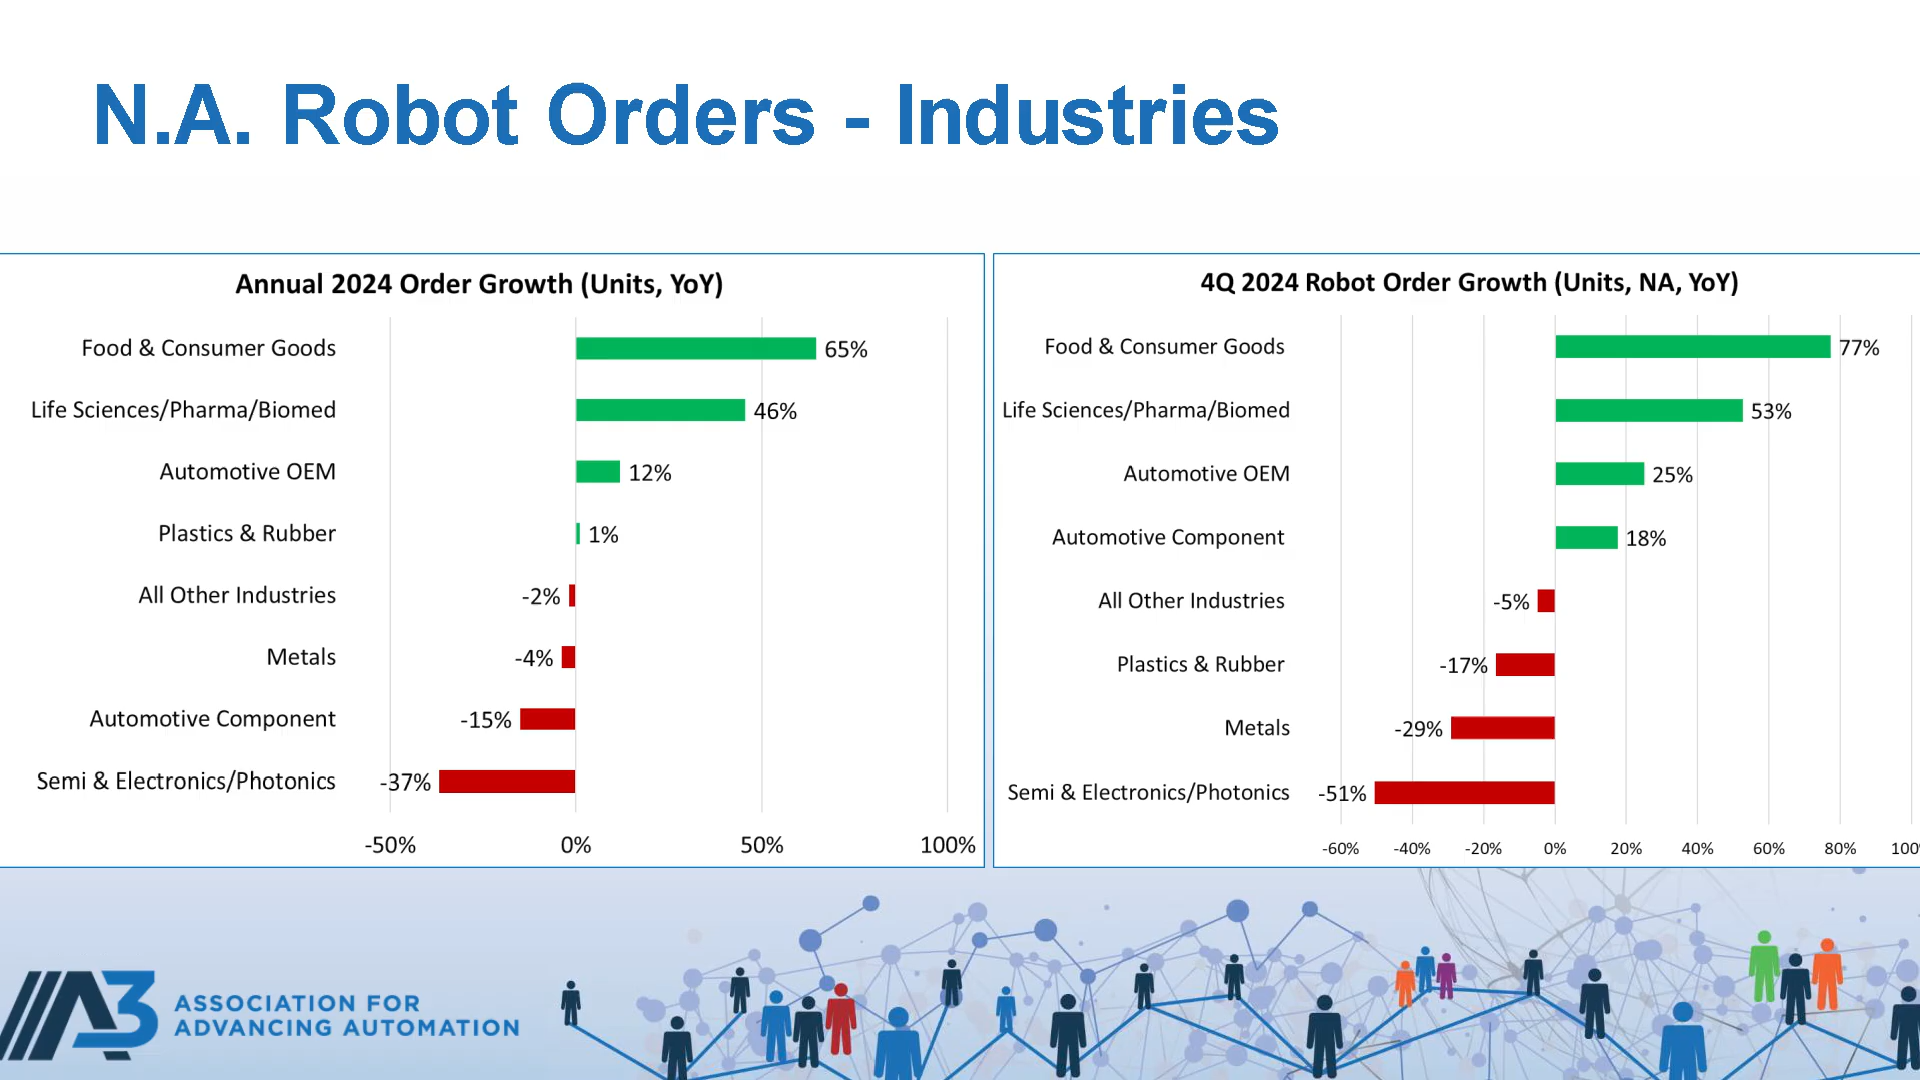 N.A. Robot Orders - Industries
Annual 2024 Order Growth (Units, YoY)
Food & Consumer Goods 65%
Life Sciences/Pharma/Biomed 46%
Automotive OEM 12%
Plastics & Rubber 1%
All Other Industries -2%
Metals -4%
Automotive Component -15%
Semi & Electronics/Photonics -37%
-50% 0% 50% 100%
4Q 2024 Robot Order Growth (Units, NA, YoY)
Food & Consumer Goods 77%
Life Sciences/Pharma/Biomed 53%
Automotive OEM 25%
Automotive Component 18%
All Other Industries -5%
Plastics & Rubber -17%
Metals -29%
Semi & Electronics/Photonics -51%
-60% -40% -20% 0% 20% 40% 60% 80% 100%
A3 ASSOCIATION FOR
ADVANCING AUTOMATION